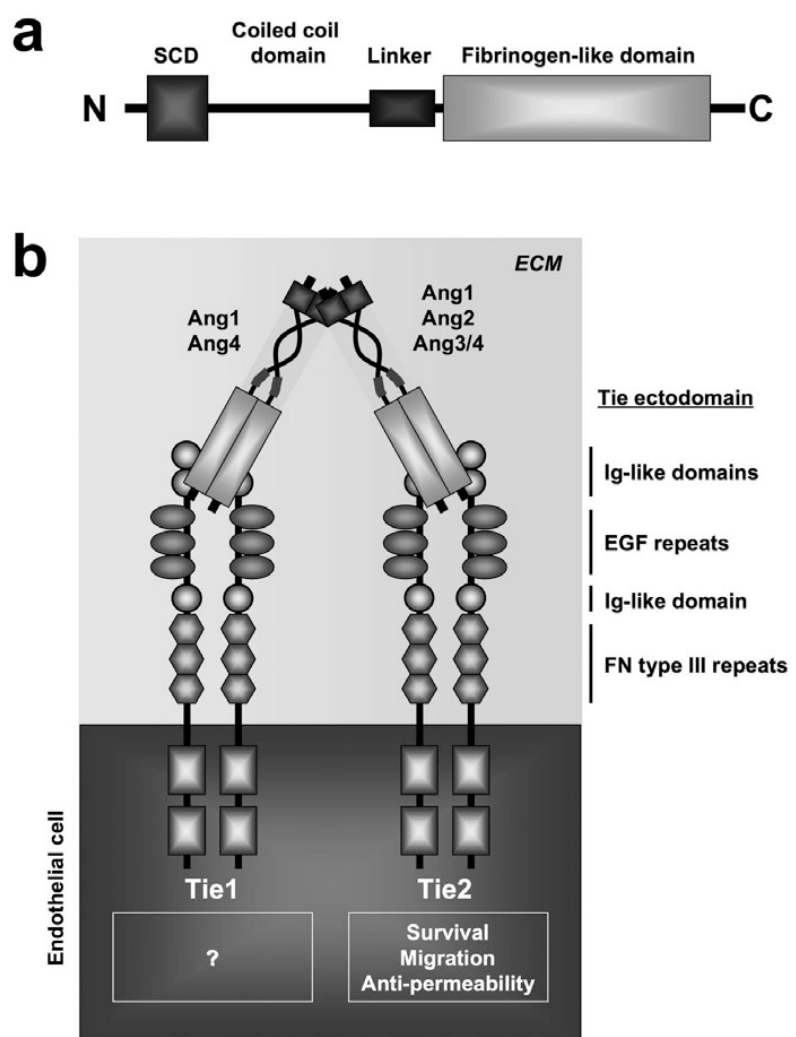 a
SCD
Coiled coil
domain
Linker
Fibrinogen-like domain
N
C
b
ECM
Ang1
Ang4
Ang1
Ang2
Ang3/4
Tie ectodomain
Ig-like domains
EGF repeats
Ig-like domain
FN type III repeats
Endothelial cell
Tie1
Tie2
?
Survival
Migration
Anti-permeability